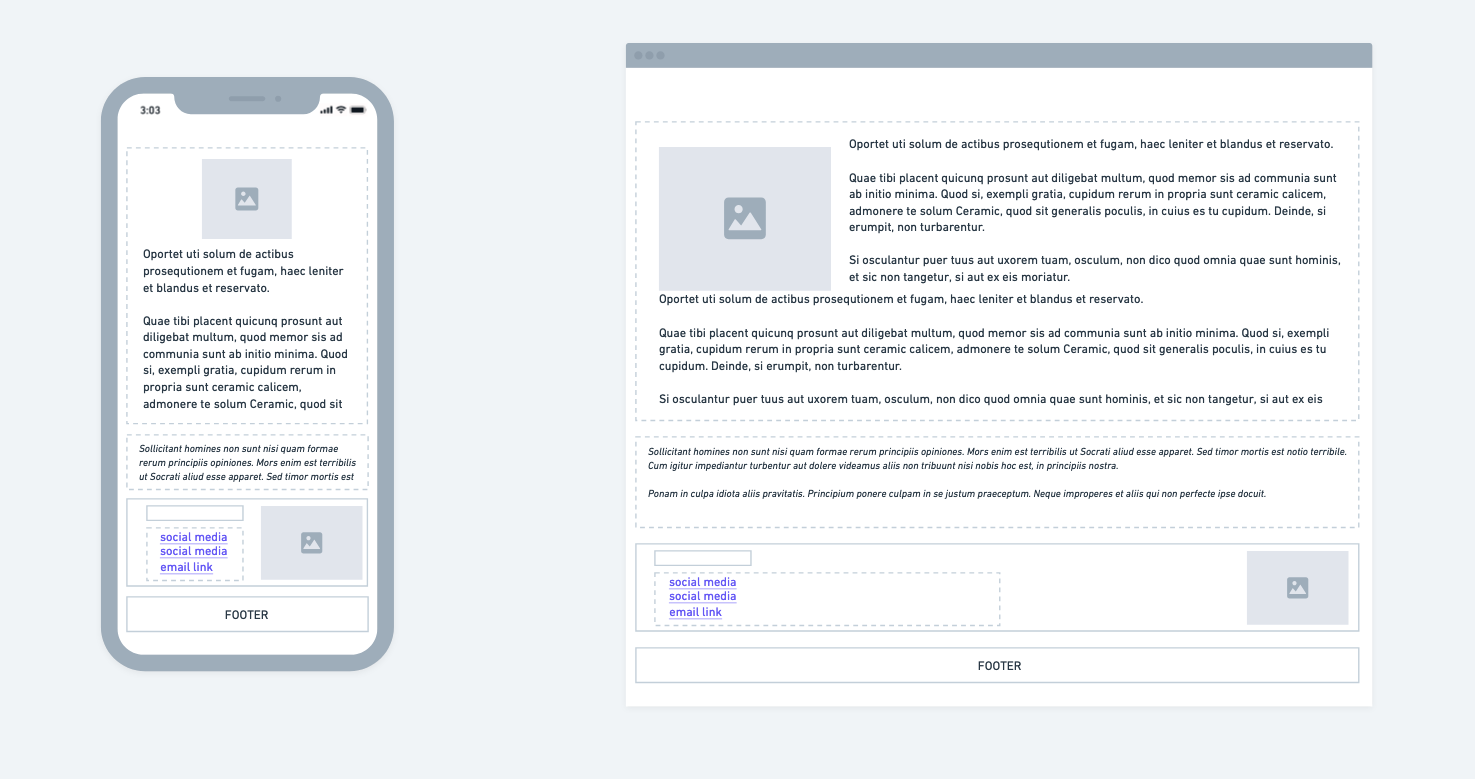 3:03
Oportet uti solum de actibus
prosequtionem et fugam, haec leniter
et blandus et reservato.
Quae tibi placent quicunq prosunt aut
diligebat multum, quod memor sis ad
communia sunt ab initio minima. Quod
si, exempli gratia, cupidum rerum in
propria sunt ceramic calicem,
admonere te solum Ceramic, quod sit
Sollicitant homines non sunt nisi quam formae
rerum principiis opiniones. Mors enim est terribilis
ut Socrati aliud esse apparet. Sed timor mortis est
social media
social media
email link
FOOTER
Oportet uti solum de actibus prosequtionem et fugam, haec leniter et blandus et reservato.
Quae tibi placent quicunq prosunt aut diligebat multum, quod memor sis ad communia sunt
ab initio minima. Quod si, exempli gratia, cupidum rerum in propria sunt ceramic calicem,
admonere te solum Ceramic, quod sit generalis poculis, in cuius es tu cupidum. Deinde, si
erumpit, non turbarentur.
Si osculantur puer tuus aut uxorem tuam, osculum, non dico quod omnia quae sunt hominis,
et sic non tangetur, si aut ex eis moriatur.
Oportet uti solum de actibus prosequtionem et fugam, haec leniter et blandus et reservato.
Quae tibi placent quicunq prosunt aut diligebat multum, quod memor sis ad communia sunt ab initio minima. Quod si, exempli
gratia, cupidum rerum in propria sunt ceramic calicem, admonere te solum Ceramic, quod sit generalis poculis, in cuius es tu
cupidum. Deinde, si erumpit, non turbarentur.
Si osculantur puer tuus aut uxorem tuam, osculum, non dico quod omnia quae sunt hominis, et sic non tangetur, si aut ex eis
Sollicitant homines non sunt nisi quam formae rerum principiis opiniones. Mors enim est terribilis ut Socrati aliud esse apparet. Sed timor mortis est notio terribile.
Cum igitur impediantur turbentur aut dolere videamus aliis non tribuunt nisi nobis hoc est, in principiis nostra.
Ponam in culpa idiota aliis pravitatis. Principium ponere culpam in se justum praeceptum. Neque improperes et aliis qui non perfecte ipse docuit.
social media
social media
email link
FOOTER